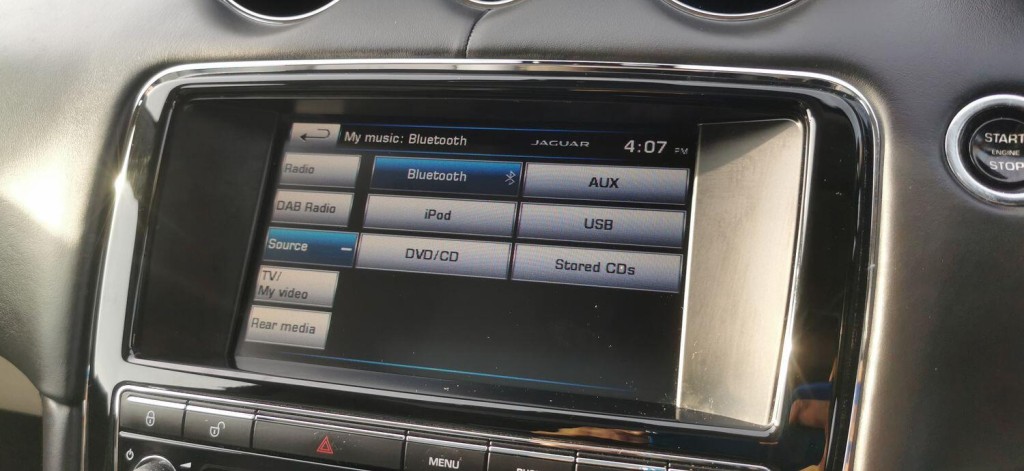 My music: Bluetooth JAGUAR 4:07 PM
Radio
Bluetooth
AUX
DAB Radio
iPod
USB
Source
DVD/CD
Stored CDs
TV/
My video
Rear media
START
ENGINE
STOP
MENU